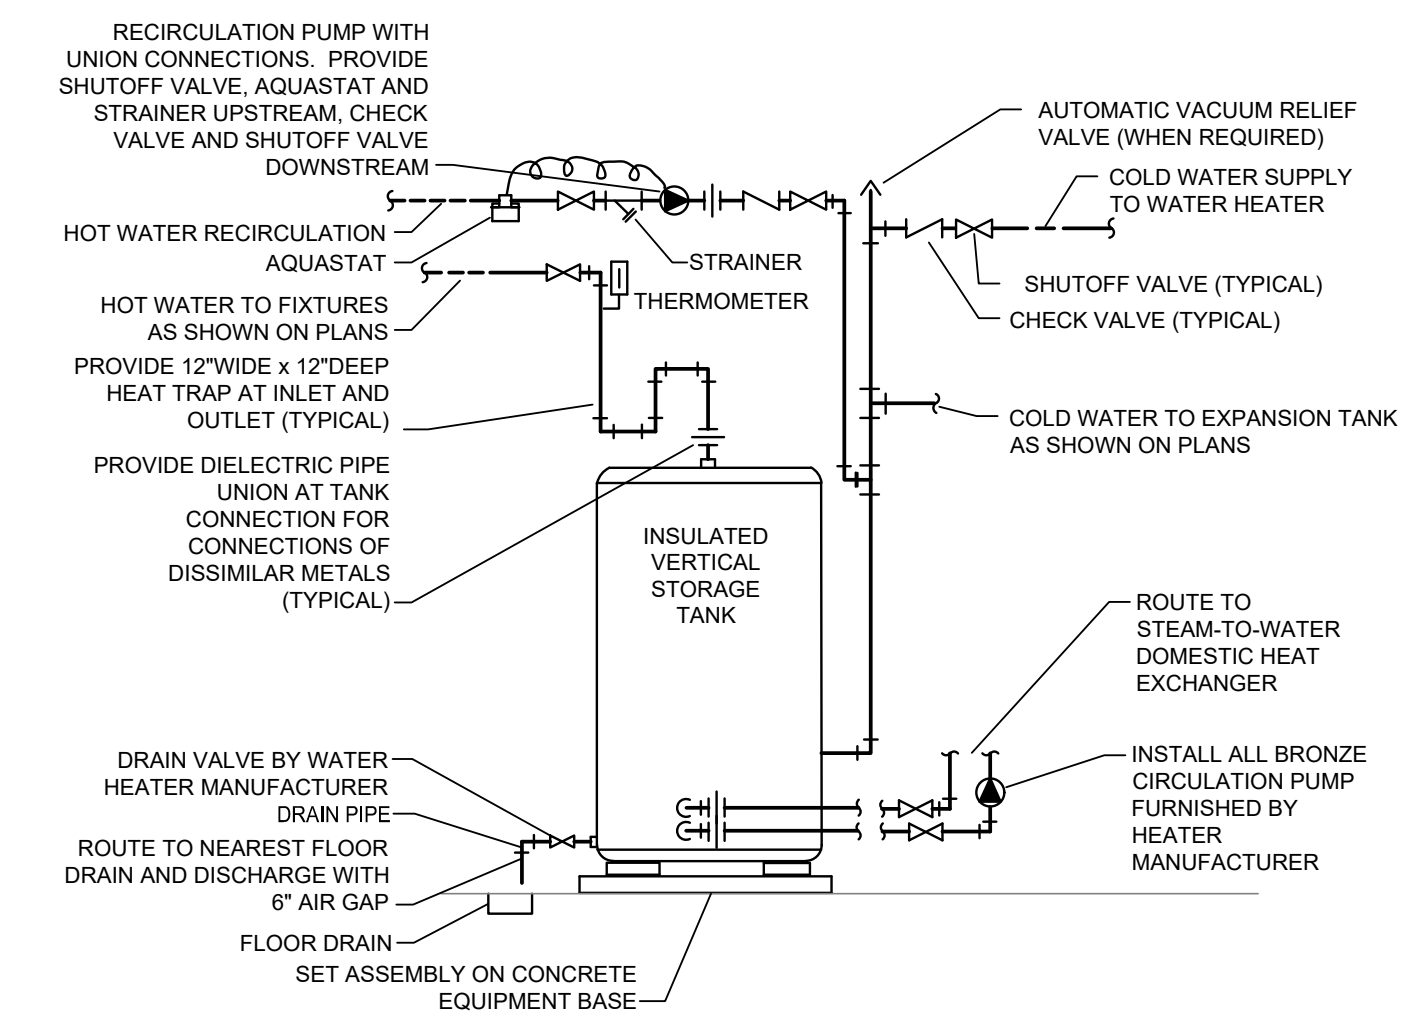 RECIRCULATION PUMP WITH
UNION CONNECTIONS.  PROVIDE
SHUTOFF VALVE, AQUASTAT AND
STRAINER UPSTREAM, CHECK
VALVE AND SHUTOFF VALVE
DOWNSTREAM
HOT WATER RECIRCULATION
AQUASTAT
STRAINER
THERMOMETER
HOT WATER TO FIXTURES
AS SHOWN ON PLANS
PROVIDE 12"WIDE x 12"DEEP
HEAT TRAP AT INLET AND
OUTLET (TYPICAL)
PROVIDE DIELECTRIC PIPE
UNION AT TANK
CONNECTION FOR
CONNECTIONS OF
DISSIMILAR METALS
(TYPICAL)
INSULATED
VERTICAL
STORAGE
TANK
AUTOMATIC VACUUM RELIEF
VALVE (WHEN REQUIRED)
COLD WATER SUPPLY
TO WATER HEATER
SHUTOFF VALVE (TYPICAL)
CHECK VALVE (TYPICAL)
COLD WATER TO EXPANSION TANK
AS SHOWN ON PLANS
ROUTE TO
STEAM-TO-WATER
DOMESTIC HEAT
EXCHANGER
INSTALL ALL BRONZE
CIRCULATION PUMP
FURNISHED BY
HEATER
MANUFACTURER
DRAIN VALVE BY WATER
HEATER MANUFACTURER
DRAIN PIPE
ROUTE TO NEAREST FLOOR
DRAIN AND DISCHARGE WITH
6" AIR GAP
FLOOR DRAIN
SET ASSEMBLY ON CONCRETE
EQUIPMENT BASE